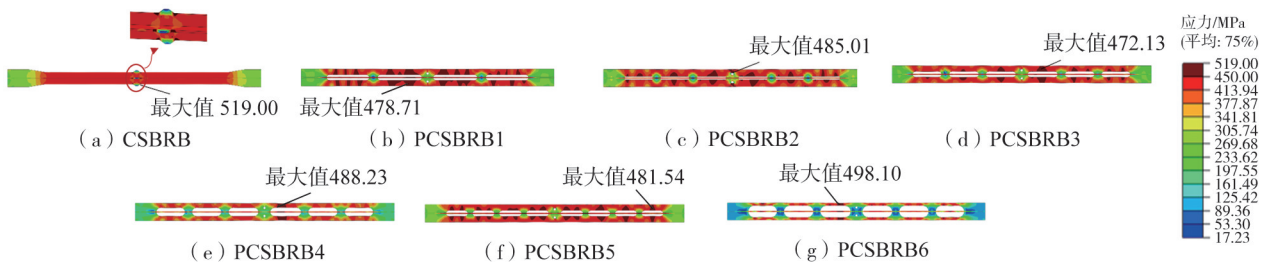 最大值 519.00
(a) CSBRB
最大值478.71
(b) PCSBRB1
最大值485.01
(c) PCSBRB2
最大值472.13
(d) PCSBRB3
最大值488.23
(e) PCSBRB4
最大值481.54
(f) PCSBRB5
最大值498.10
(g) PCSBRB6
应力/MPa
(平均: 75%)
519.00
450.00
413.94
377.87
341.81
305.74
269.68
233.62
197.55
161.49
125.42
89.36
53.30
17.23